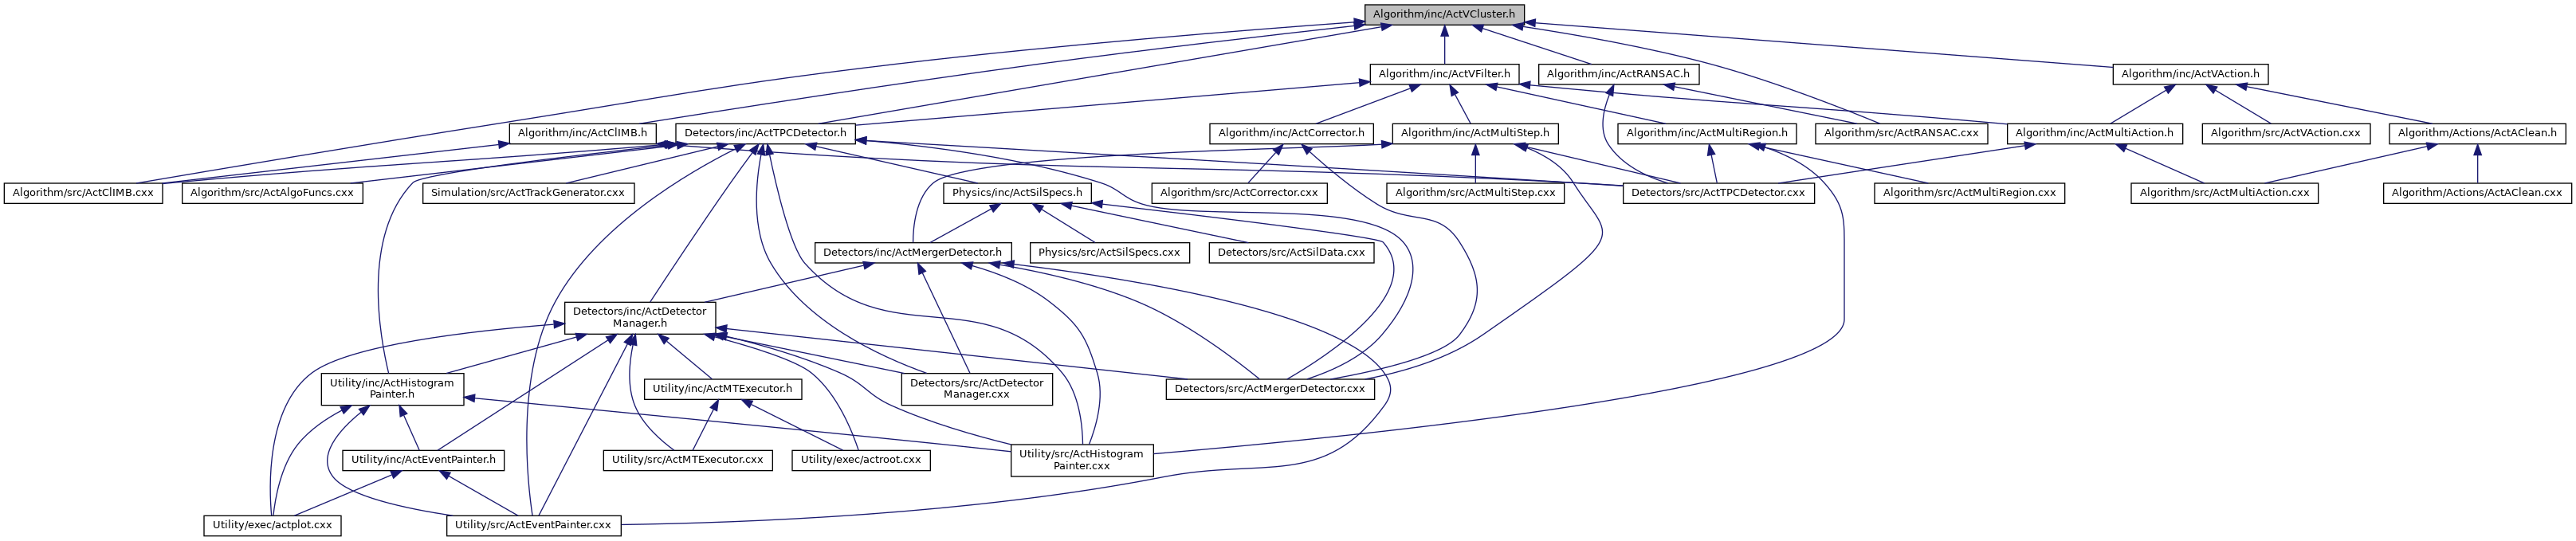 Algorithm/inc/ActVCluster.h
Algorithm/inc/ActVFilter.h
Algorithm/inc/ActRANSAC.h
Algorithm/inc/ActVAction.h
Algorithm/inc/ActClIMB.h
Detectors/inc/ActTPCDetector.h
Algorithm/inc/ActCorrector.h
Algorithm/inc/ActMultiStep.h
Algorithm/inc/ActMultiRegion.h
Algorithm/src/ActRANSAC.cxx
Algorithm/inc/ActMultiAction.h
Algorithm/src/ActVAction.cxx
Algorithm/Actions/ActAClean.h
Algorithm/src/ActClIMB.cxx
Algorithm/src/ActAlgoFuncs.cxx
Simulation/src/ActTrackGenerator.cxx
Physics/inc/ActSilSpecs.h
Algorithm/src/ActCorrector.cxx
Algorithm/src/ActMultiStep.cxx
Detectors/src/ActTPCDetector.cxx
Algorithm/src/ActMultiRegion.cxx
Algorithm/src/ActMultiAction.cxx
Algorithm/Actions/ActAClean.cxx
Detectors/inc/ActMergerDetector.h
Physics/src/ActSilSpecs.cxx
Detectors/src/ActSilData.cxx
Detectors/inc/ActDetector
Manager.h
Utility/inc/ActHistogram
Painter.h
Utility/inc/ActMTExecutor.h
Detectors/src/ActDetector
Manager.cxx
Detectors/src/ActMergerDetector.cxx
Utility/inc/ActEventPainter.h
Utility/src/ActMTExecutor.cxx
Utility/exec/actroot.cxx
Utility/src/ActHistogram
Painter.cxx
Utility/exec/actplot.cxx
Utility/src/ActEventPainter.cxx